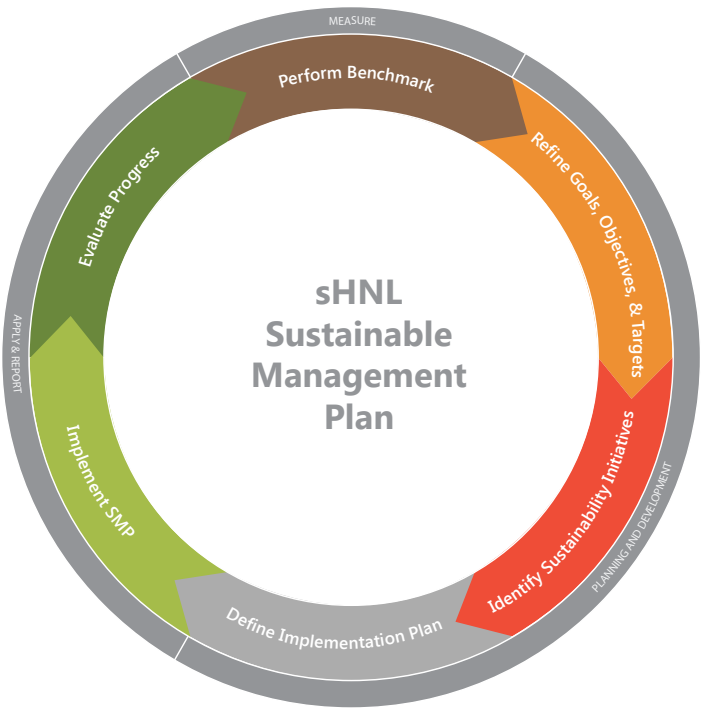 MEASURE
Perform Benchmark
Refine Goals, Objectives, & Targets
Identify Sustainability Initiatives
PLANNING AND DEVELOPMENT
Define Implementation Plan
Implement SMP
APPLY & REPORT
Evaluate Progress
sHNL
Sustainable
Management
Plan